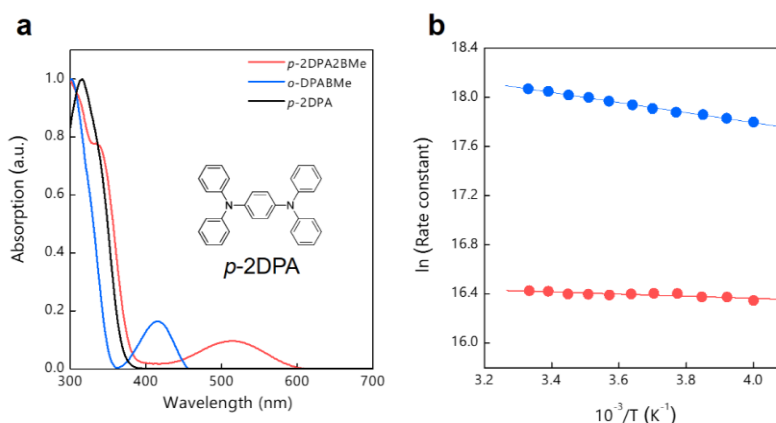 a
Absorption (a.u.)
1.0
0.8
0.6
0.4
0.2
0.0
300
400
500
600
700
Wavelength (nm)
p-2DPA2BMe
o-DPABMe
p-2DPA
N
N
p-2DPA
b
ln (Rate constant)
18.4
18.0
17.6
17.2
16.8
16.4
16.0
3.2
3.4
3.6
3.8
4.0
10⁻³/T (K⁻¹)